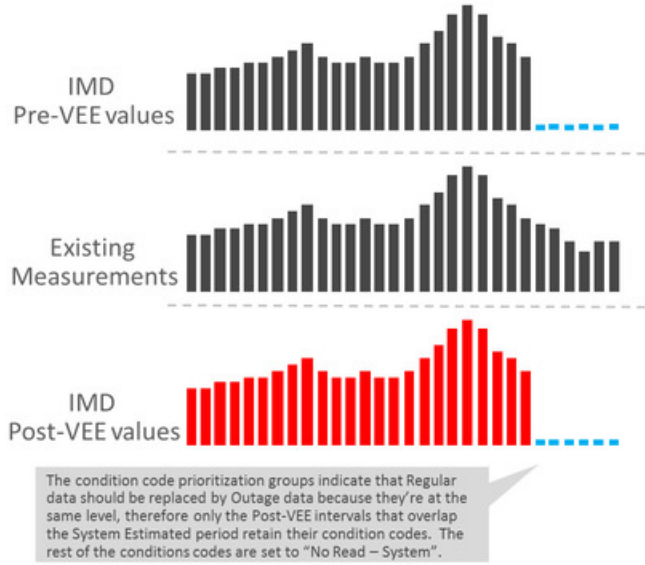 IMD
Pre-VEE values
Existing
Measurements
IMD
Post-VEE values
The condition code prioritization groups indicate that Regular
data should be replaced by Outage data because they're at the
same level, therefore only the Post-VEE intervals that overlap
the System Estimated period retain their condition codes.  The
rest of the conditions codes are set to "No Read – System".